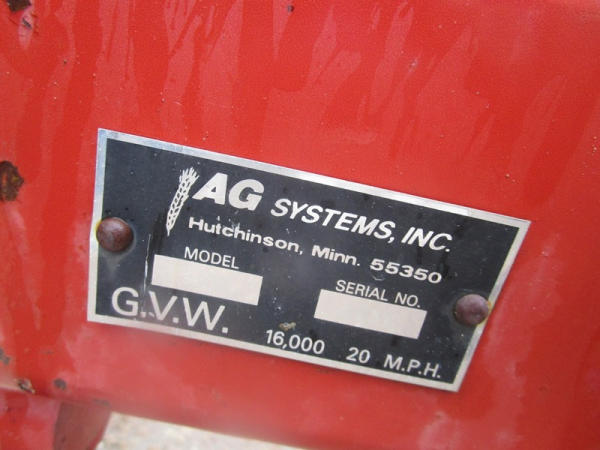 AG SYSTEMS, INC.
Hutchinson, Minn. 55350
MODEL
SERIAL NO.
G.V.W. 16,000 20 M.P.H.